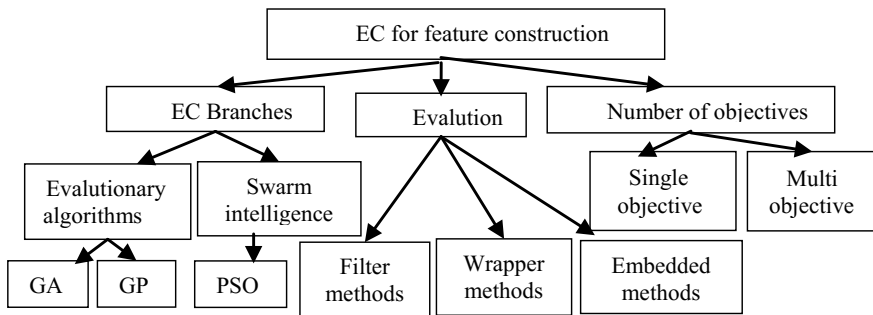 EC for feature construction
EC Branches
Evalution
Number of objectives
Evalutionary
algorithms
Swarm
intelligence
Single
objective
Multi
objective
GA
GP
PSO
Filter
methods
Wrapper
methods
Embedded
methods